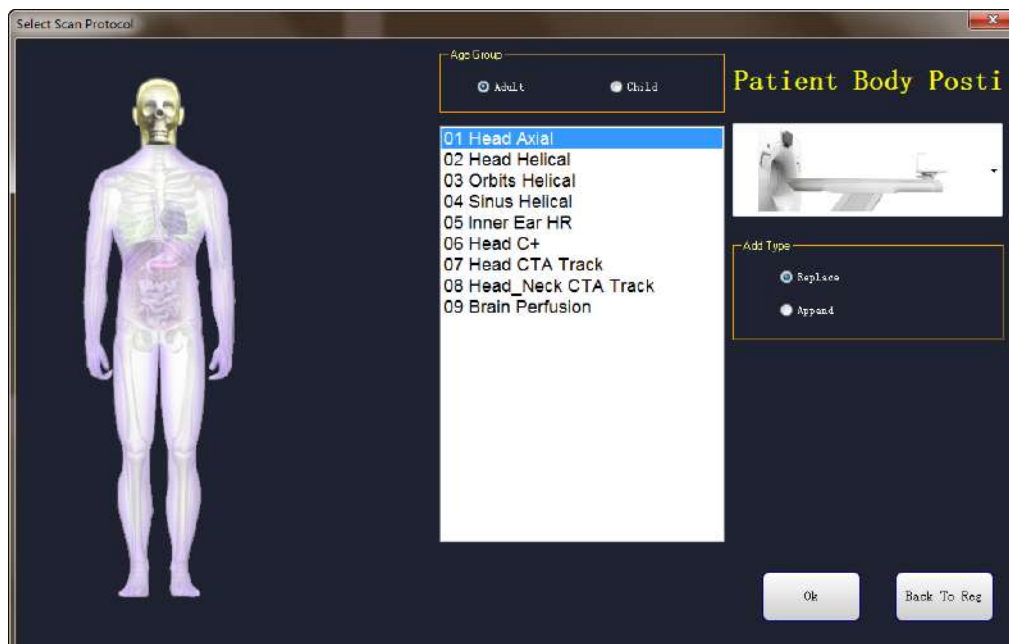 Select Scan Protocol
Age Group
Adult
Child
Patient Body Posti
01 Head Axial
02 Head Helical
03 Orbits Helical
04 Sinus Helical
05 Inner Ear HR
06 Head C+
07 Head CTA Track
08 Head_Neck CTA Track
09 Brain Perfusion
Add Type
Replace
Append
Ok
Back To Reg